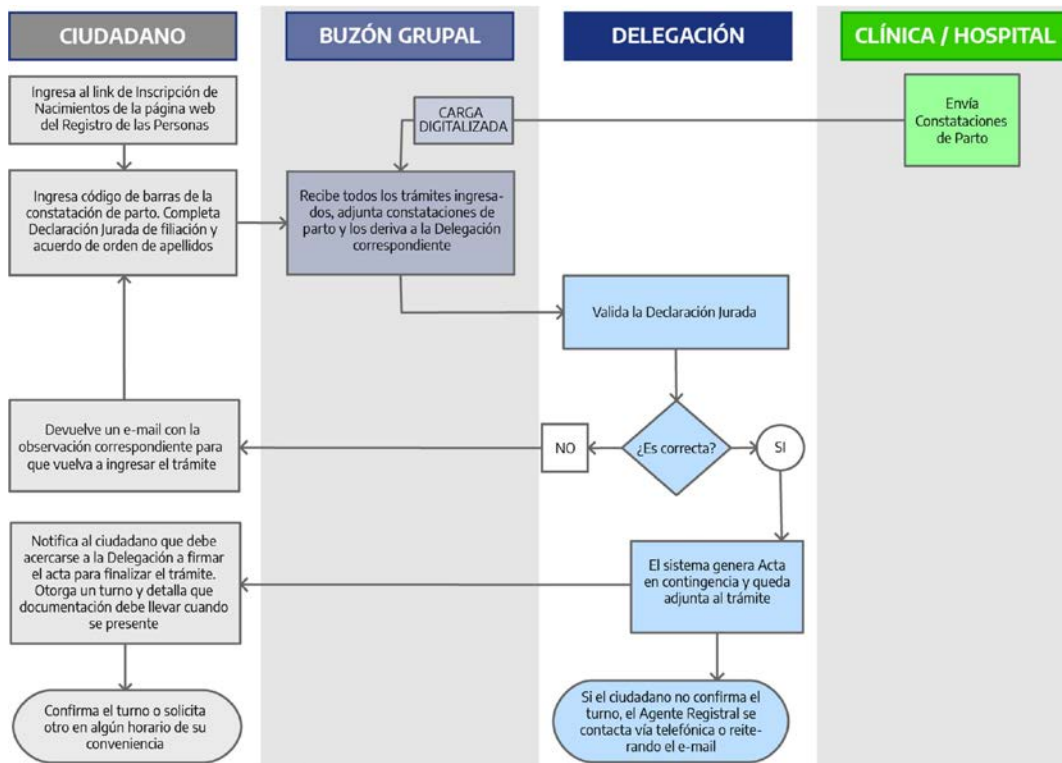 CIUDADANO
BUZÓN GRUPAL
DELEGACIÓN
CLÍNICA / HOSPITAL
Ingresa al link de Inscripción de
Nacimientos de la página web
del Registro de las Personas
CARGA
DIGITALIZADA
Envía
Constataciones
de Parto
Ingresa código de barras de la
constatación de parto. Completa
Declaración Jurada de filiación y
acuerdo de orden de apellidos
Recibe todos los trámites ingresa-
dos, adjunta constataciones de
parto y los deriva a la Delegación
correspondiente
Valida la Declaración Jurada
Devuelve un e-mail con la
observación correspondiente para
que vuelva a ingresar el trámite
NO
¿Es correcta?
SI
Notifica al ciudadano que debe
acercarse a la Delegación a firmar
el acta para finalizar el trámite.
Otorga un turno y detalla que
documentación debe llevar cuando
se presente
El sistema genera Acta
en contingencia y queda
adjunta al trámite
Confirma el turno o solicita
otro en algún horario de su
conveniencia
Si el ciudadano no confirma el
turno, el Agente Registral se
contacta vía telefónica o reite-
rando el e-mail